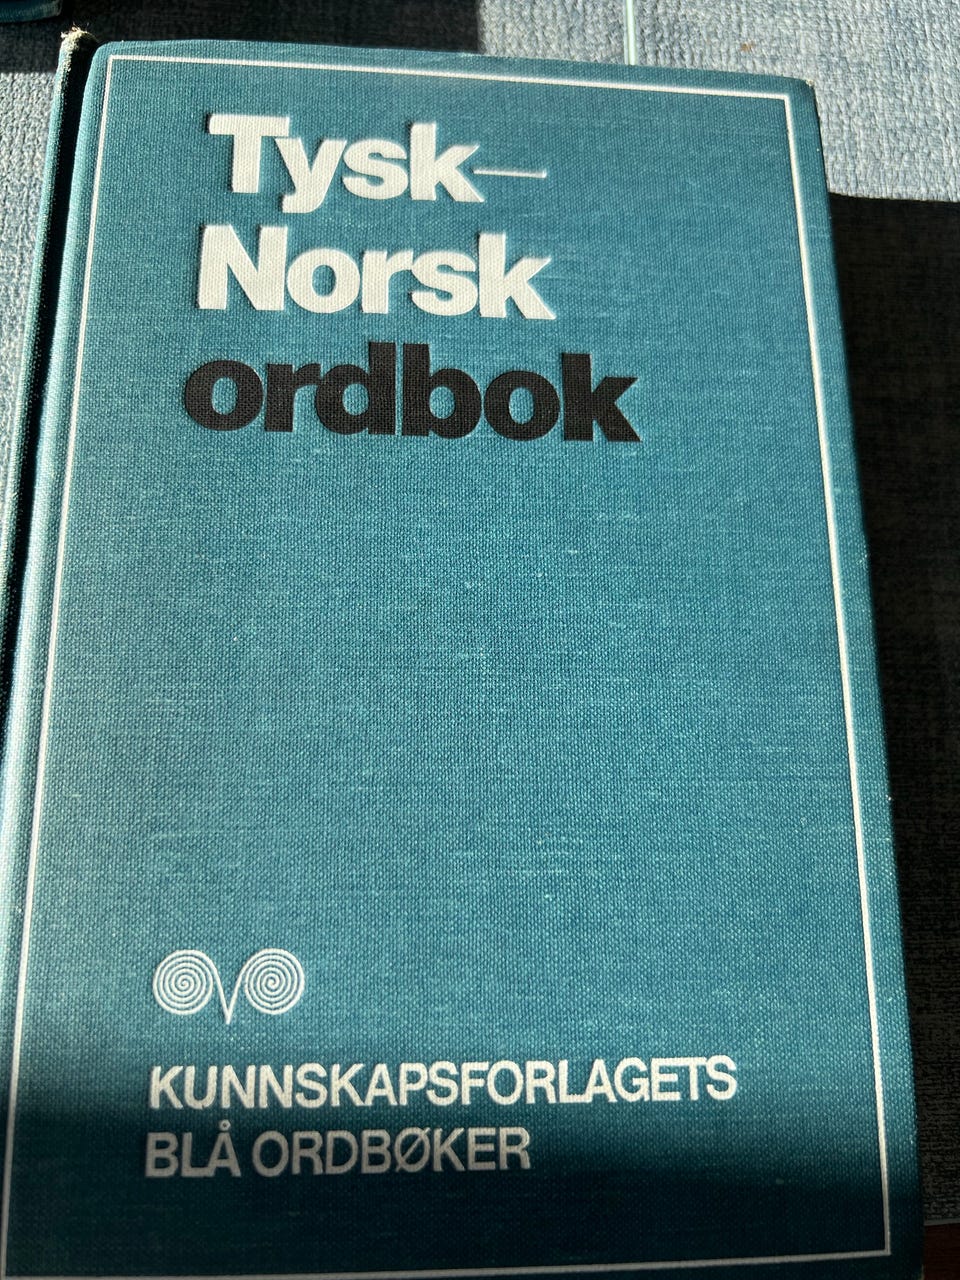 Tysk–
Norsk
ordbok
KUNNSKAPSFORLAGETS
BLÅ ORDBØKER